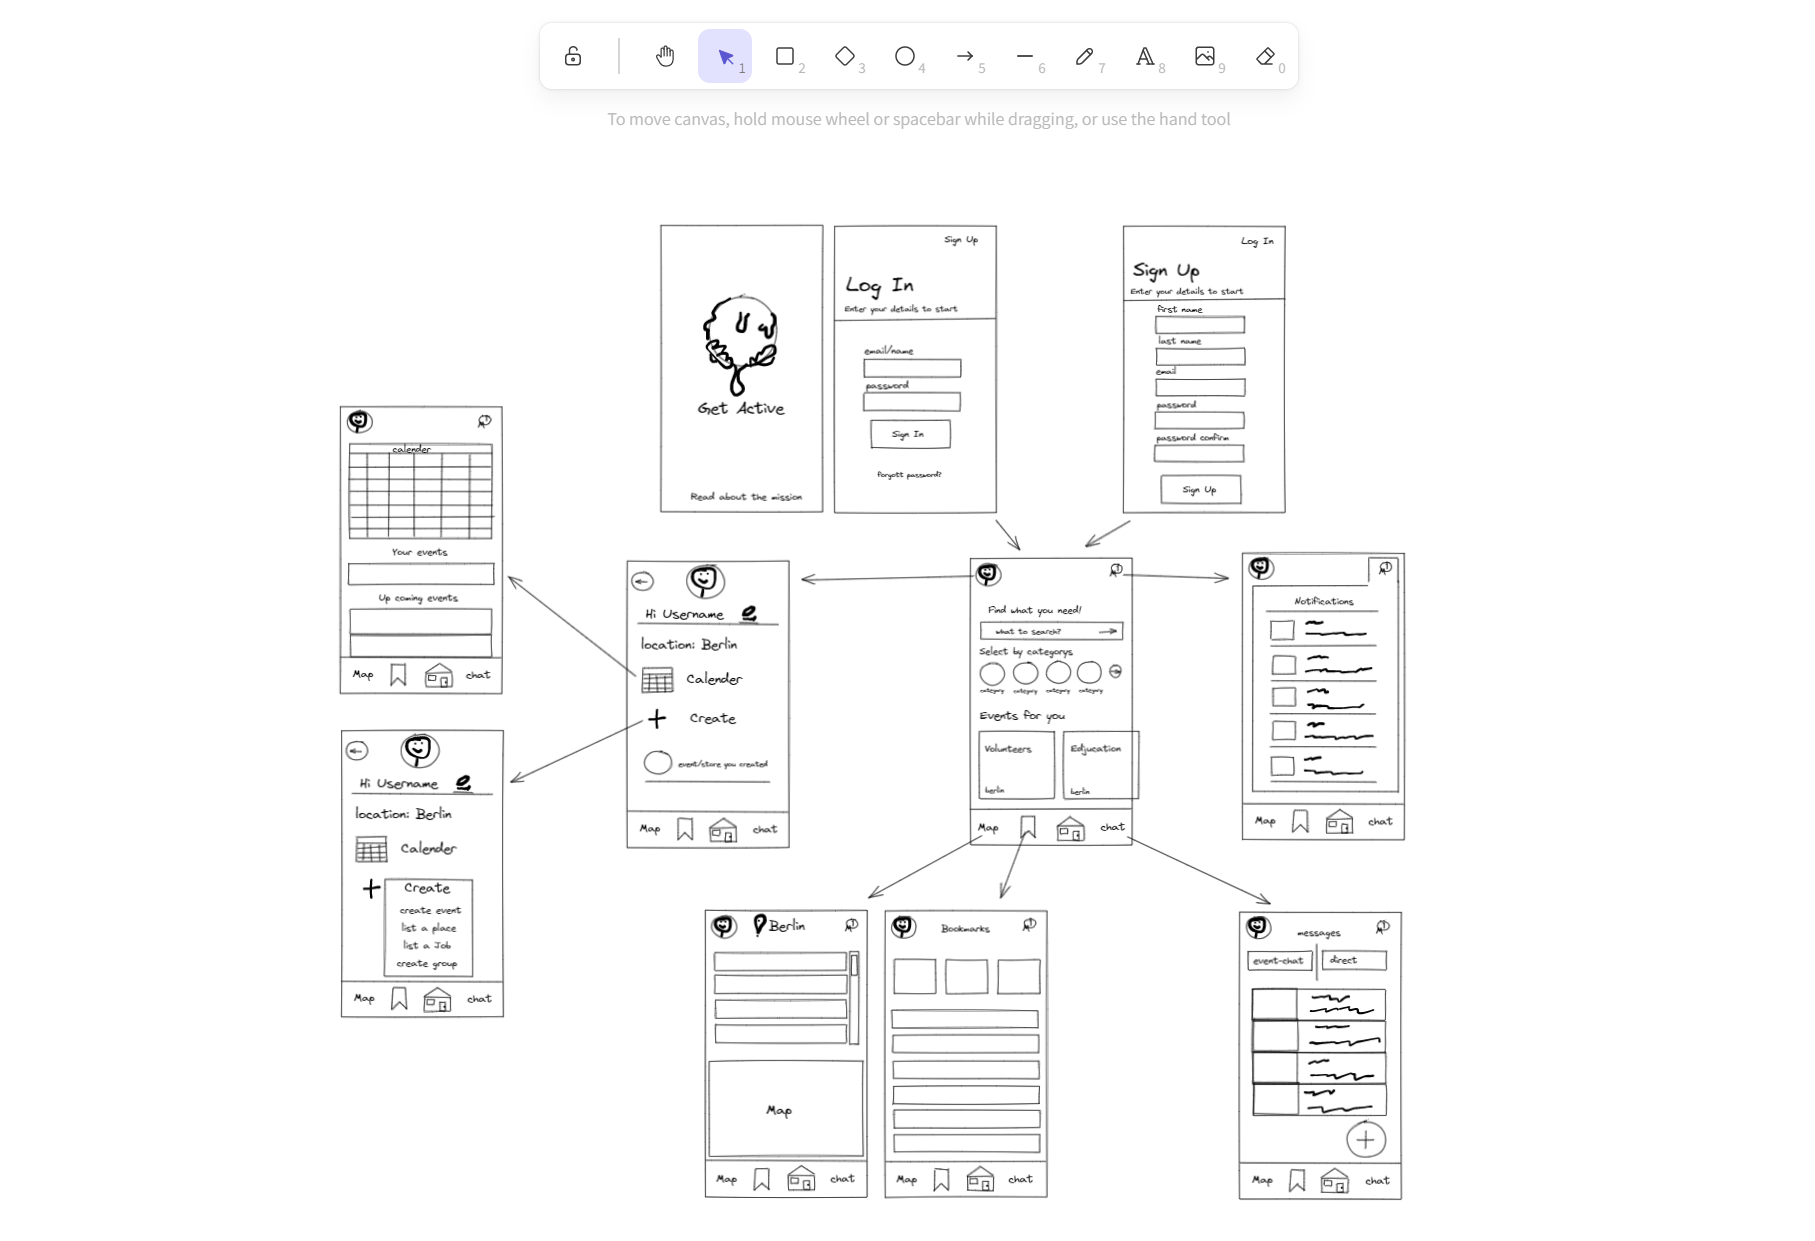 1
2
3
4
5
6
7
8
9
0
To move canvas, hold mouse wheel or spacebar while dragging, or use the hand tool
Get Active
Read about the mission
Sign Up
Log In
Enter your details to start
email/name
password
Sign In
forgott password?
Log In
Sign Up
Enter your details to start
first name
last name
email
password
password confirm
Sign Up
calender
Your events
Up coming events
Map
chat
Hi Username
location: Berlin
Calender
Create
event/store you created
Map
chat
Find what you need!
what to search?
Select by categorys
category category category category
Events for you
Volunteers
berlin
Edjucation
berlin
Map
chat
Notifications
Map
chat
Hi Username
location: Berlin
Calender
Create
create event
list a place
list a Job
create group
Map
chat
Berlin
Map
Map
chat
Bookmarks
Map
chat
messages
event-chat
direct
Map
chat